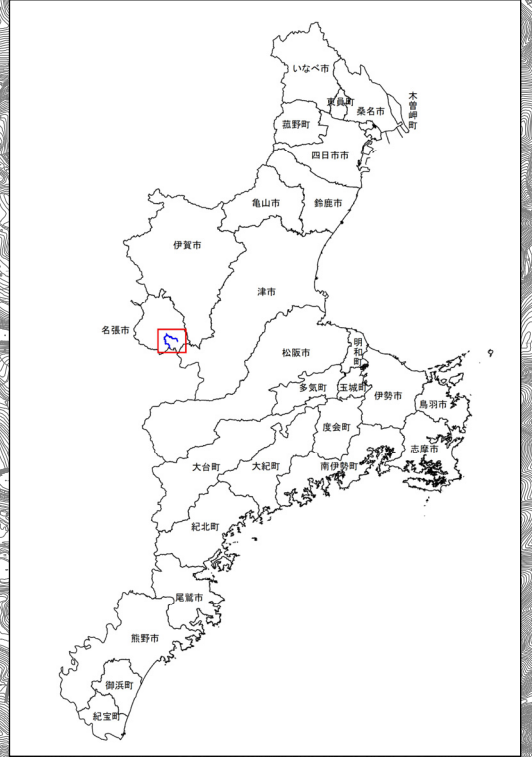 いなべ市
東員町
桑名市
木曽岬町
菰野町
四日市市
亀山市
鈴鹿市
伊賀市
津市
名張市
松阪市
明和町
多気町
玉城町
伊勢市
鳥羽市
度会町
志摩市
大台町
大紀町
南伊勢町
紀北町
尾鷲市
熊野市
御浜町
紀宝町